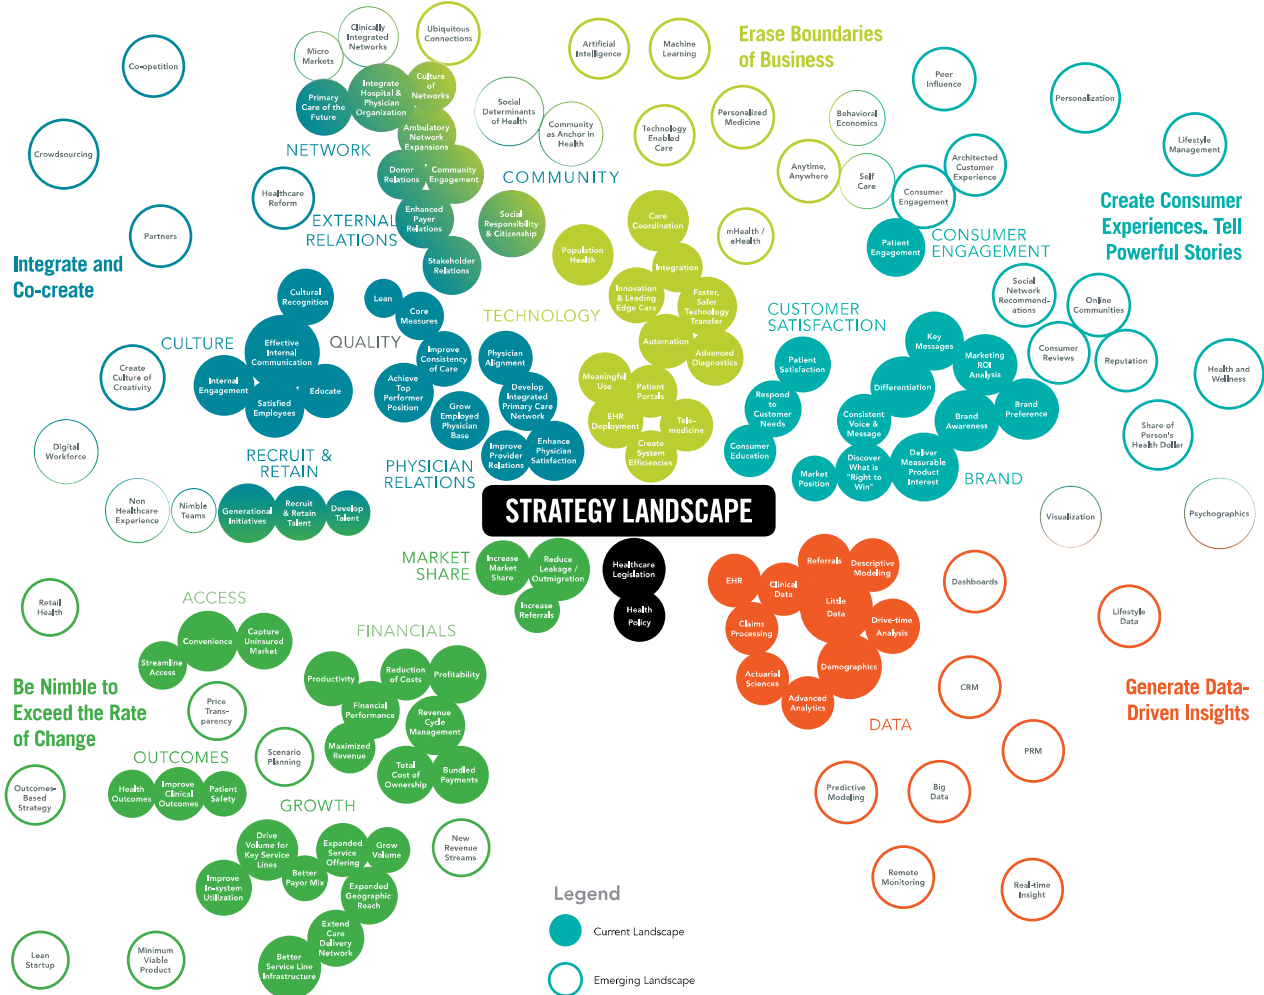 Co-opetition
Crowdsourcing
Partners
Healthcare
Reform
Integrate and
Co-create
Micro
Markets
Clinically
Integrated
Networks
Ubiquitous
Connections
Primary
Care of the
Future
Integrate
Hospital &
Physician
Organization
Culture
of
Networks
Ambulatory
Network
Expansions
NETWORK
Donor
Relations
Community
Engagement
Enhanced
Payer
Relations
EXTERNAL
RELATIONS
Stakeholder
Relations
Social
Determinants
of Health
Community
as Anchor in
Health
COMMUNITY
Social
Responsibility
& Citizenship
Artificial
Intelligence
Machine
Learning
Erase Boundaries
of Business
Technology
Enabled
Care
Personalized
Medicine
Anytime,
Anywhere
mHealth /
eHealth
Care
Coordination
Population
Health
Integration
Innovation
& Leading
Edge Care
Faster,
Safer
Technology
Transfer
TECHNOLOGY
Automation
Advanced
Diagnostics
Meaningful
Use
Patient
Portals
EHR
Deployment
Tele-
medicine
Create
System
Efficiencies
Behavioral
Economics
Self
Care
Peer
Influence
Personalization
Lifestyle
Management
Architected
Customer
Experience
Consumer
Engagement
Patient
Engagement
CONSUMER
ENGAGEMENT
Create Consumer
Experiences. Tell
Powerful Stories
Social
Network
Recommend-
ations
Online
Communities
Consumer
Reviews
Reputation
Health and
Wellness
Share of
Person's
Health Dollar
CUSTOMER
SATISFACTION
Patient
Satisfaction
Respond
to
Customer
Needs
Consumer
Education
Key
Messages
Marketing
ROI
Analysis
Differentiation
Brand
Preference
Brand
Awareness
Consistent
Voice &
Message
Deliver
Measurable
Product
Interest
Discover
What is
"Right to
Win"
Market
Position
BRAND
Visualization
Psychographics
Cultural
Recognition
CULTURE
Effective
Internal
Communication
Internal
Engagement
Educate
Satisfied
Employees
Create
Culture of
Creativity
Lean
Core
Measures
QUALITY
Improve
Consistency
of Care
Achieve
Top
Performer
Position
Physician
Alignment
Develop
Integrated
Primary Care
Network
Grow
Employed
Physician
Base
Improve
Provider
Relations
Enhance
Physician
Satisfaction
PHYSICIAN
RELATIONS
Digital
Workforce
RECRUIT &
RETAIN
Non
Healthcare
Experience
Nimble
Teams
Generational
Initiatives
Recruit
& Retain
Talent
Develop
Talent
STRATEGY LANDSCAPE
MARKET
SHARE
Increase
Market
Share
Reduce
Leakage /
Outmigration
Increase
Referrals
Healthcare
Legislation
Health
Policy
Retail
Health
ACCESS
Convenience
Capture
Uninsured
Market
Streamline
Access
Be Nimble to
Exceed the Rate
of Change
Price
Trans-
parency
Scenario
Planning
FINANCIALS
Productivity
Reduction
of Costs
Profitability
Financial
Performance
Revenue
Cycle
Management
Maximized
Revenue
Total
Cost of
Ownership
Bundled
Payments
OUTCOMES
Outcomes-
Based
Strategy
Health
Outcomes
Improve
Clinical
Outcomes
Patient
Safety
GROWTH
Drive
Volume for
Key Service
Lines
Expanded
Service
Offering
Grow
Volume
Improve
In-system
Utilization
Better
Payor Mix
Expanded
Geographic
Reach
Extend
Care
Delivery
Network
Better
Service Line
Infrastructure
New
Revenue
Streams
Lean
Startup
Minimum
Viable
Product
EHR
Clinical
Data
Referrals
Descriptive
Modeling
Little
Data
Claims
Processing
Drive-time
Analysis
Demographics
Actuarial
Sciences
Advanced
Analytics
DATA
Dashboards
Lifestyle
Data
CRM
Generate Data-
Driven Insights
PRM
Predictive
Modeling
Big
Data
Remote
Monitoring
Real-time
Insight
Legend
Current Landscape
Emerging Landscape